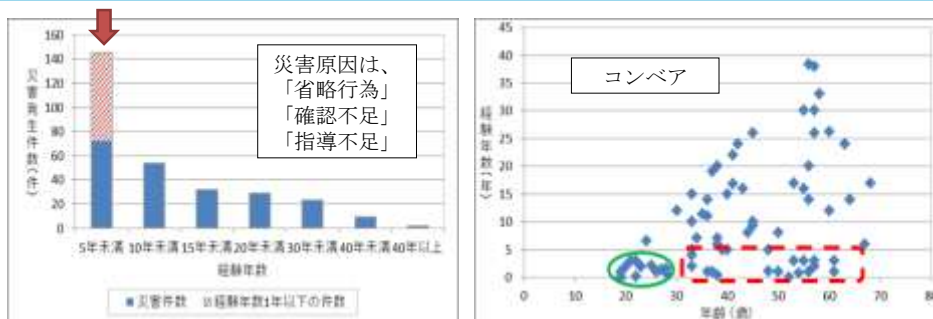 災害発生件数(件)
160
140
120
100
80
60
40
20
0
5年未満 10年未満 15年未満 20年未満 30年未満 40年未満 40年以上
経験年数
■災害件数 ▨経験年数1年以下の件数
災害原因は、
「省略行為」
「確認不足」
「指導不足」
コンベア
経験年数(年)
45
40
35
30
25
20
15
10
5
0
0 10 20 30 40 50 60 70 80
年齢(歳)